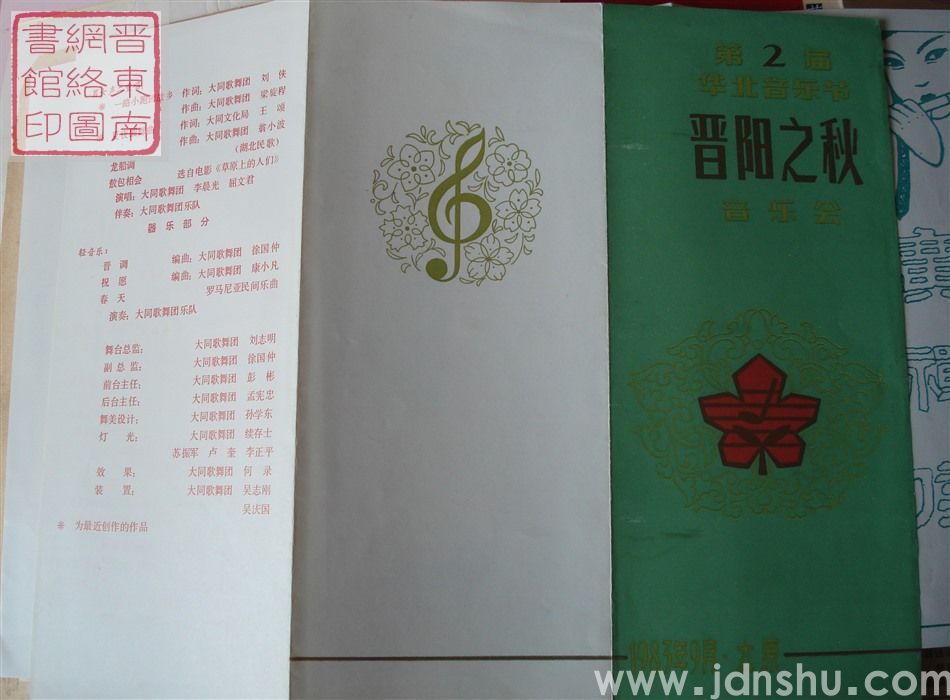 晋東南
網絡圖
書館印
※ 一路小跑
作词：大同歌舞团 刘侠
作曲：大同歌舞团 梁旋程
作词：大同文化局 王颂
作曲：大同歌舞团 翁小波
龙船调
（湖北民歌）
敖包相会 选自电影《草原上的人们》
演唱：大同歌舞团 李晨光 屈文君
伴奏：大同歌舞团乐队
器乐部分
轻音乐：
晋调 编曲：大同歌舞团 徐国仲
祝愿 编曲：大同歌舞团 康小凡
春天 罗马尼亚民间乐曲
演奏：大同歌舞团乐队
舞台总监： 大同歌舞团 刘志明
副总监： 大同歌舞团 徐国仲
前台主任： 大同歌舞团 彭彬
后台主任： 大同歌舞团 孟宪忠
舞美设计： 大同歌舞团 孙学东
灯光： 大同歌舞团 续存士
苏振军 卢奎 李正平
效果： 大同歌舞团 何录
装置： 大同歌舞团 吴志刚
吴沃国
※ 为最近创作的作品
第2届
华北音乐节
晋阳之秋
音乐会
www.jdnshu.com